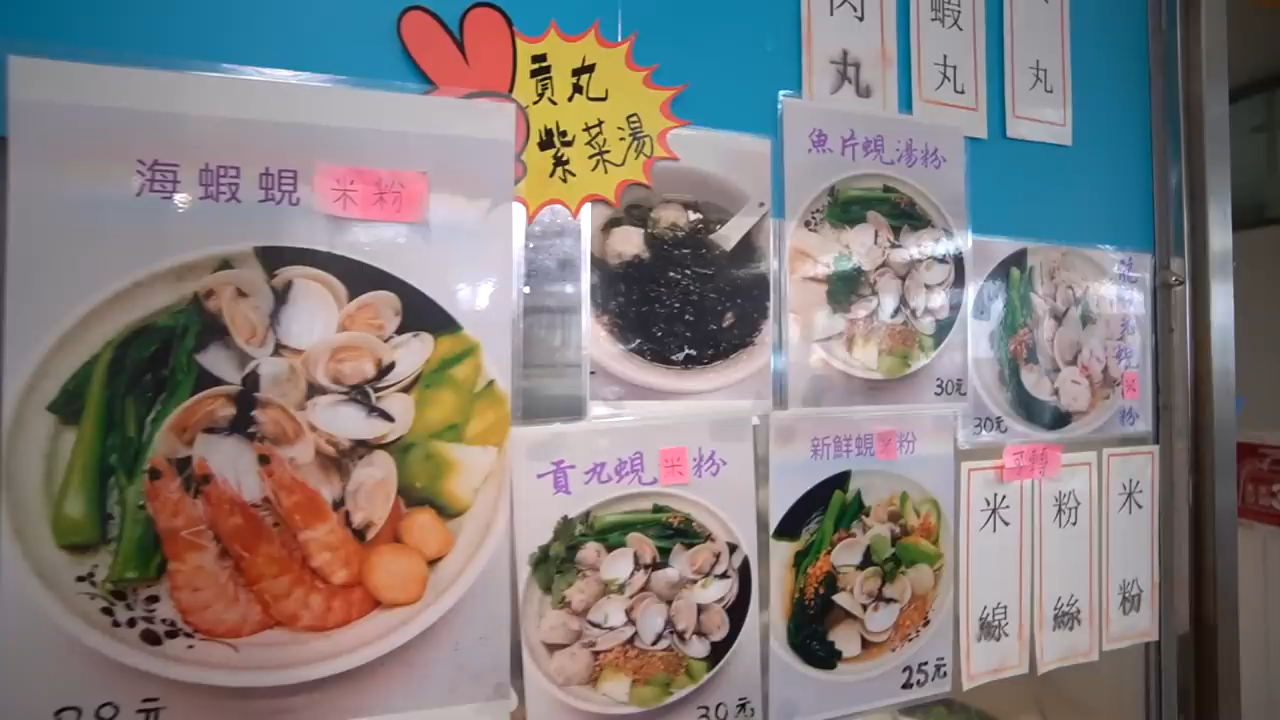 海蝦蜆米粉
貢丸
紫菜湯
肉丸
蝦丸
丸
魚片蜆湯粉
30元
30元
貢丸蜆米粉
30元
新鮮蜆米粉
25元
可轉
米線
粉絲
米粉